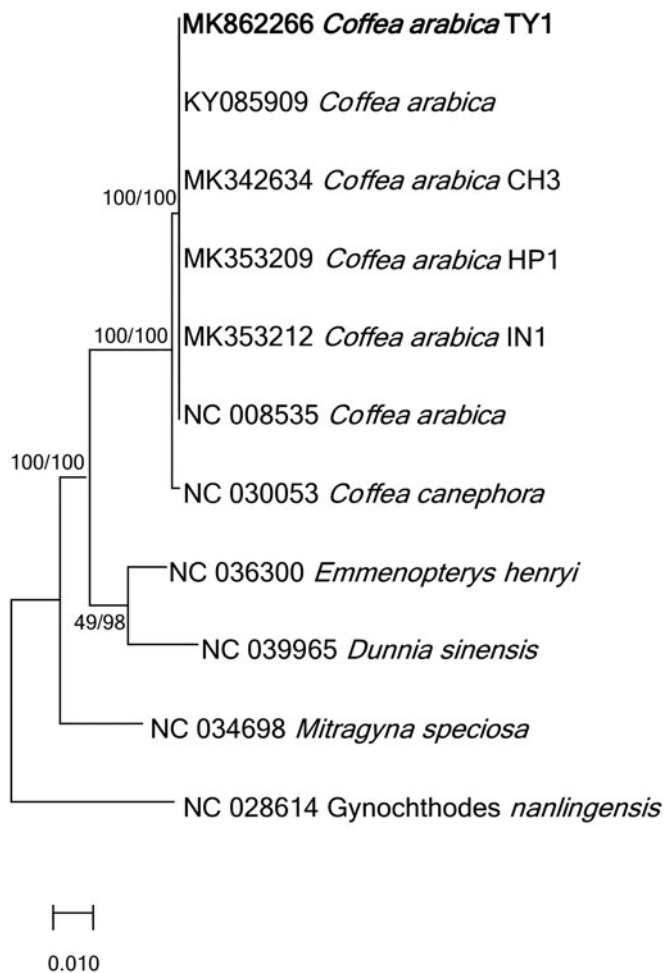 MK862266 Coffea arabica TY1
KY085909 Coffea arabica
MK342634 Coffea arabica CH3
100/100
MK353209 Coffea arabica HP1
100/100
MK353212 Coffea arabica IN1
NC 008535 Coffea arabica
100/100
NC 030053 Coffea canephora
NC 036300 Emmenopterys henryi
49/98
NC 039965 Dunnia sinensis
NC 034698 Mitragyna speciosa
NC 028614 Gynochthodes nanlingensis
0.010